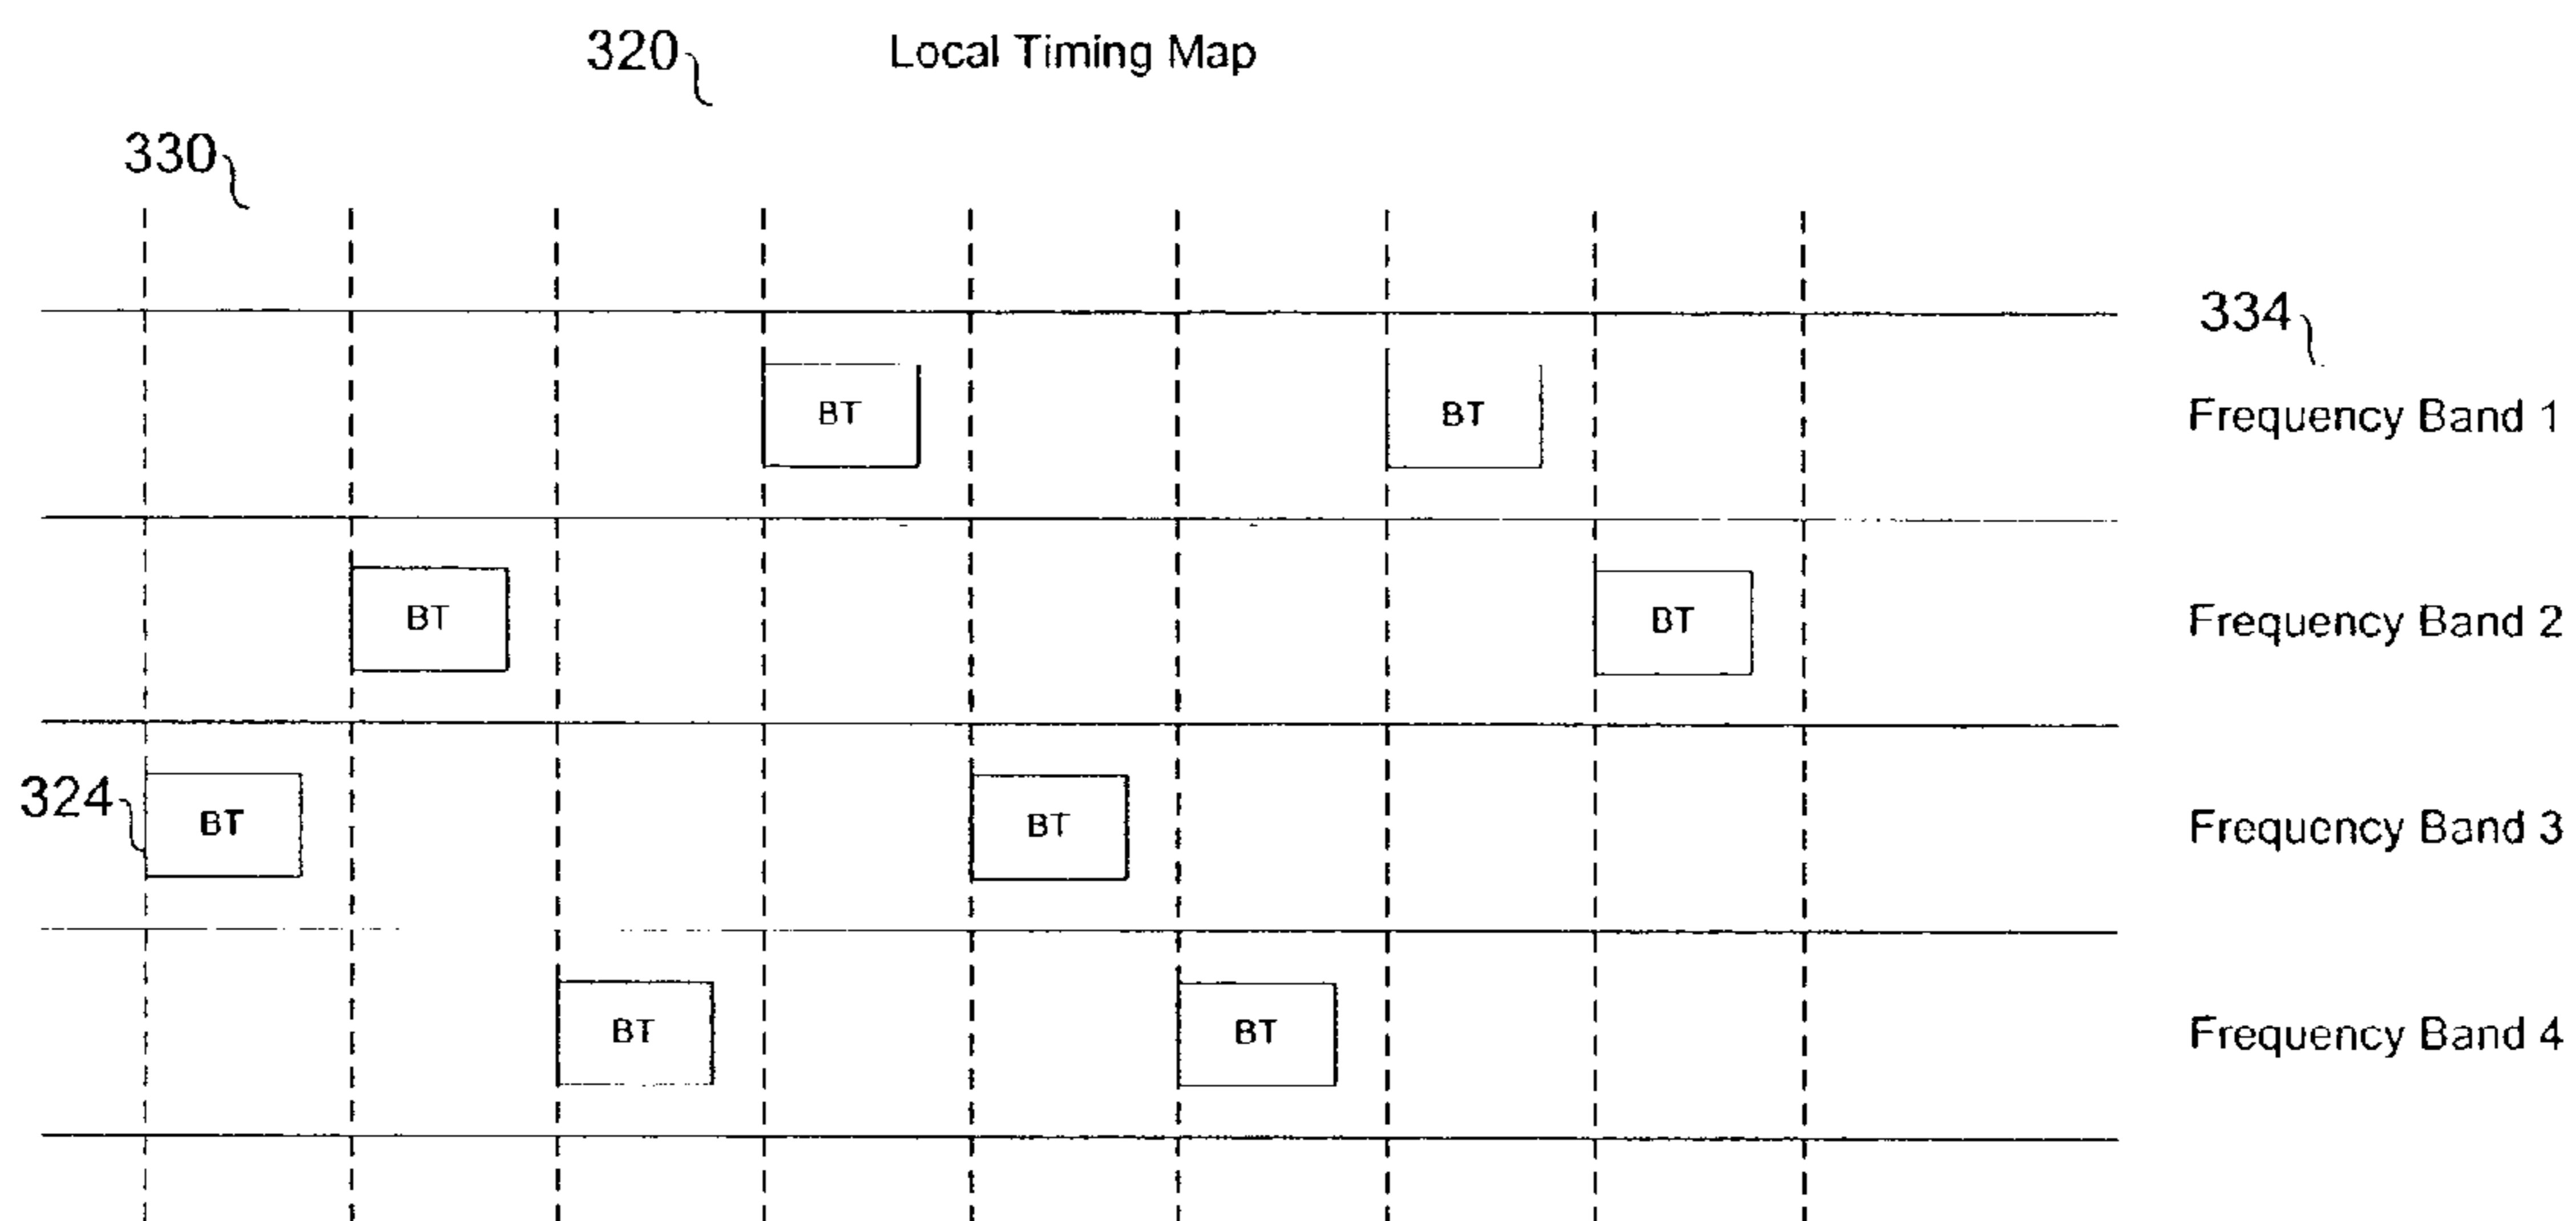 320 Local Timing Map
330
334
BT BT Frequency Band 1
BT BT Frequency Band 2
324 BT BT Frequency Band 3
BT BT Frequency Band 4